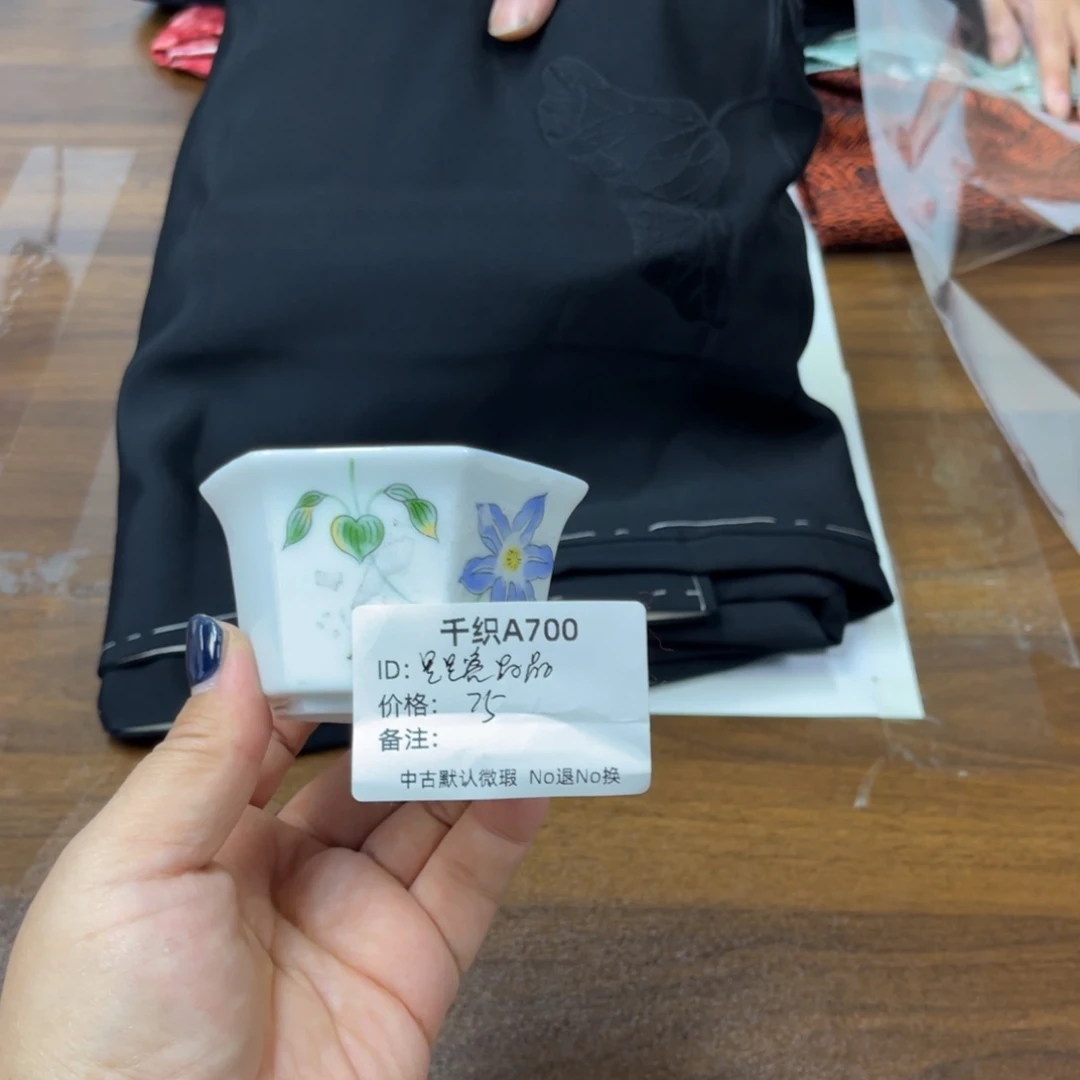 千织A700
ID:
价格: 75
备注:
中古默认微瑕 No退No换